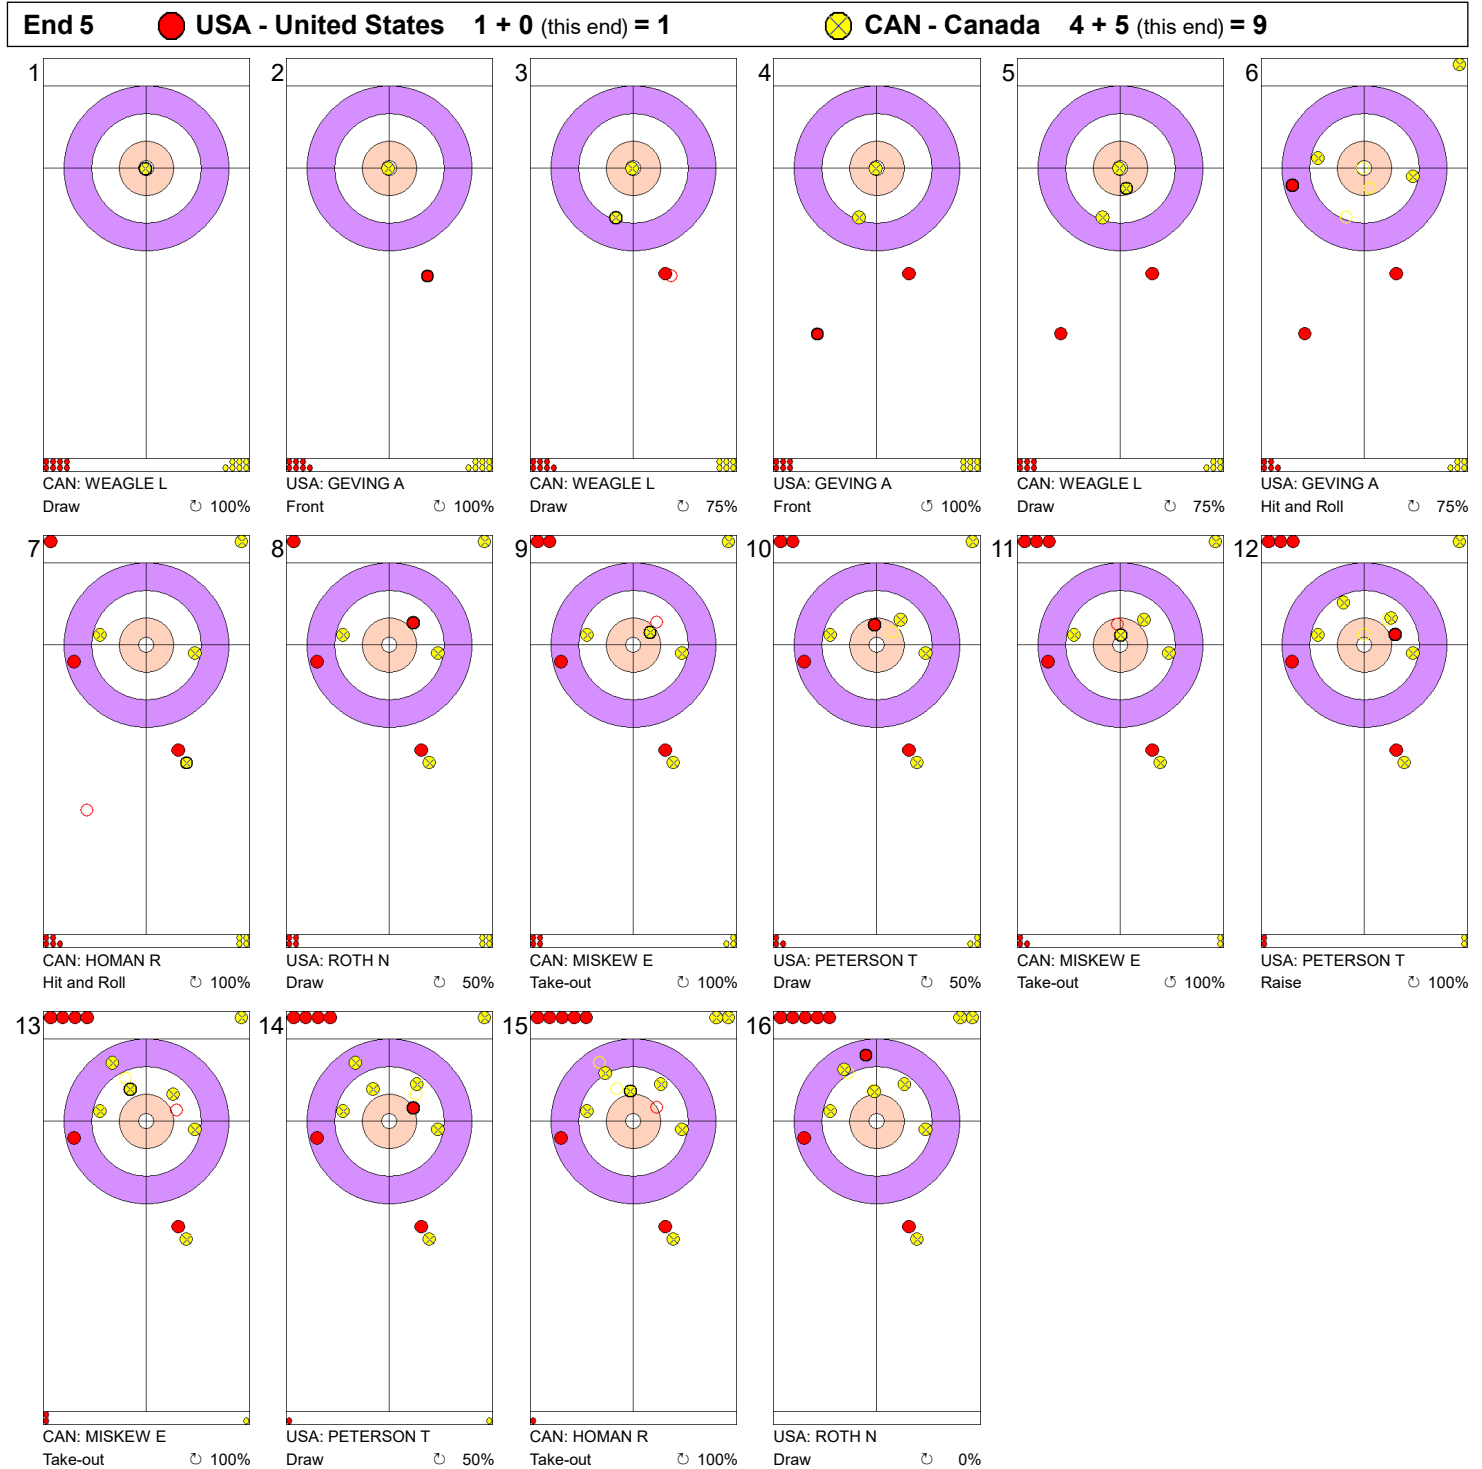 End 5 USA - United States 1 + 0 (this end) = 1 CAN - Canada 4 + 5 (this end) = 9
1 2 3 4 5 6
CAN: WEAGLE L USA: GEVING A CAN: WEAGLE L USA: GEVING A CAN: WEAGLE L USA: GEVING A
Draw ↻ 100% Front ↻ 100% Draw ↻ 75% Front ↺ 100% Draw ↺ 75% Hit and Roll ↻ 75%
7 8 9 10 11 12
CAN: HOMAN R USA: ROTH N CAN: MISKEW E USA: PETERSON T CAN: MISKEW E USA: PETERSON T
Hit and Roll ↻ 100% Draw ↻ 50% Take-out ↻ 100% Draw ↻ 50% Take-out ↻ 100% Raise ↻ 100%
13 14 15 16
CAN: MISKEW E USA: PETERSON T CAN: HOMAN R USA: ROTH N
Take-out ↻ 100% Draw ↻ 50% Take-out ↻ 100% Draw ↻ 0%